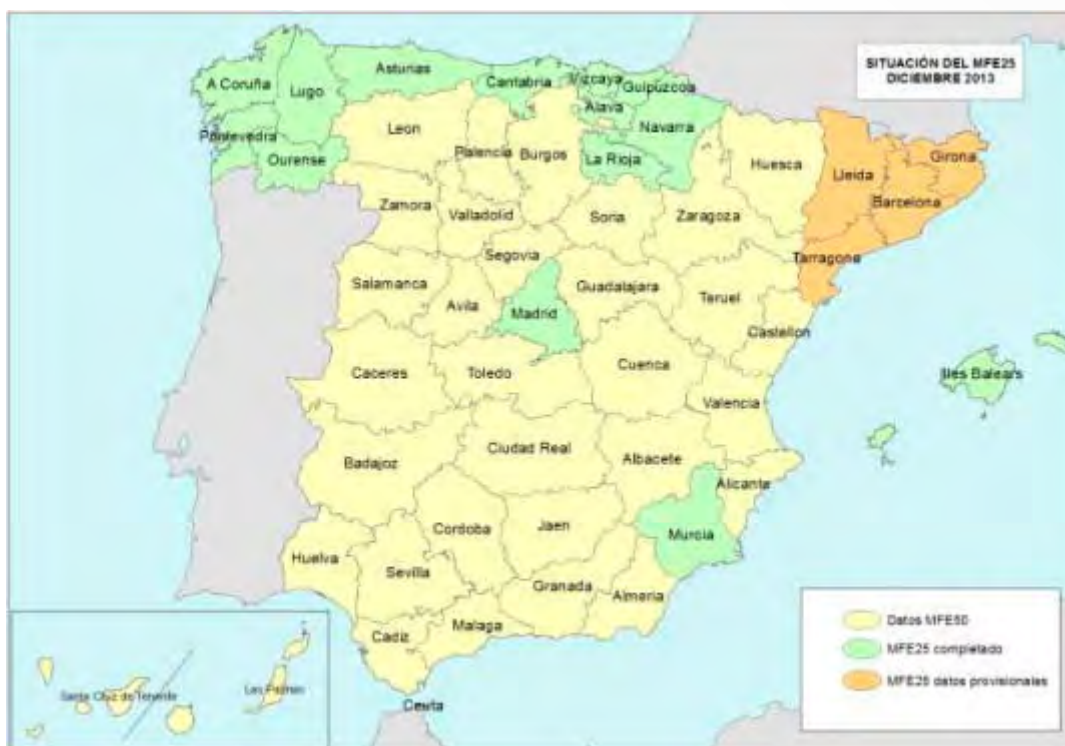 SITUACIÓN DEL MFE25
DICIEMBRE 2013
A Coruña
Lugo
Asturias
Cantabria
Vizcaya
Guipúzcoa
Alava
Navarra
Pontevedra
Ourense
Leon
Palencia
Burgos
La Rioja
Huesca
Lleida
Girona
Barcelona
Zamora
Valladolid
Soria
Zaragoza
Tarragona
Segovia
Salamanca
Avila
Madrid
Guadalajara
Teruel
Castellon
Caceres
Toledo
Cuenca
Valencia
Illes Balears
Badajoz
Ciudad Real
Albacete
Alicante
Cordoba
Jaen
Murcia
Huelva
Sevilla
Granada
Almeria
Cadiz
Malaga
Ceuta
Santa Cruz de Tenerife
Las Palmas
Datos MFE50
MFE25 completado
MFE25 datos provisionales